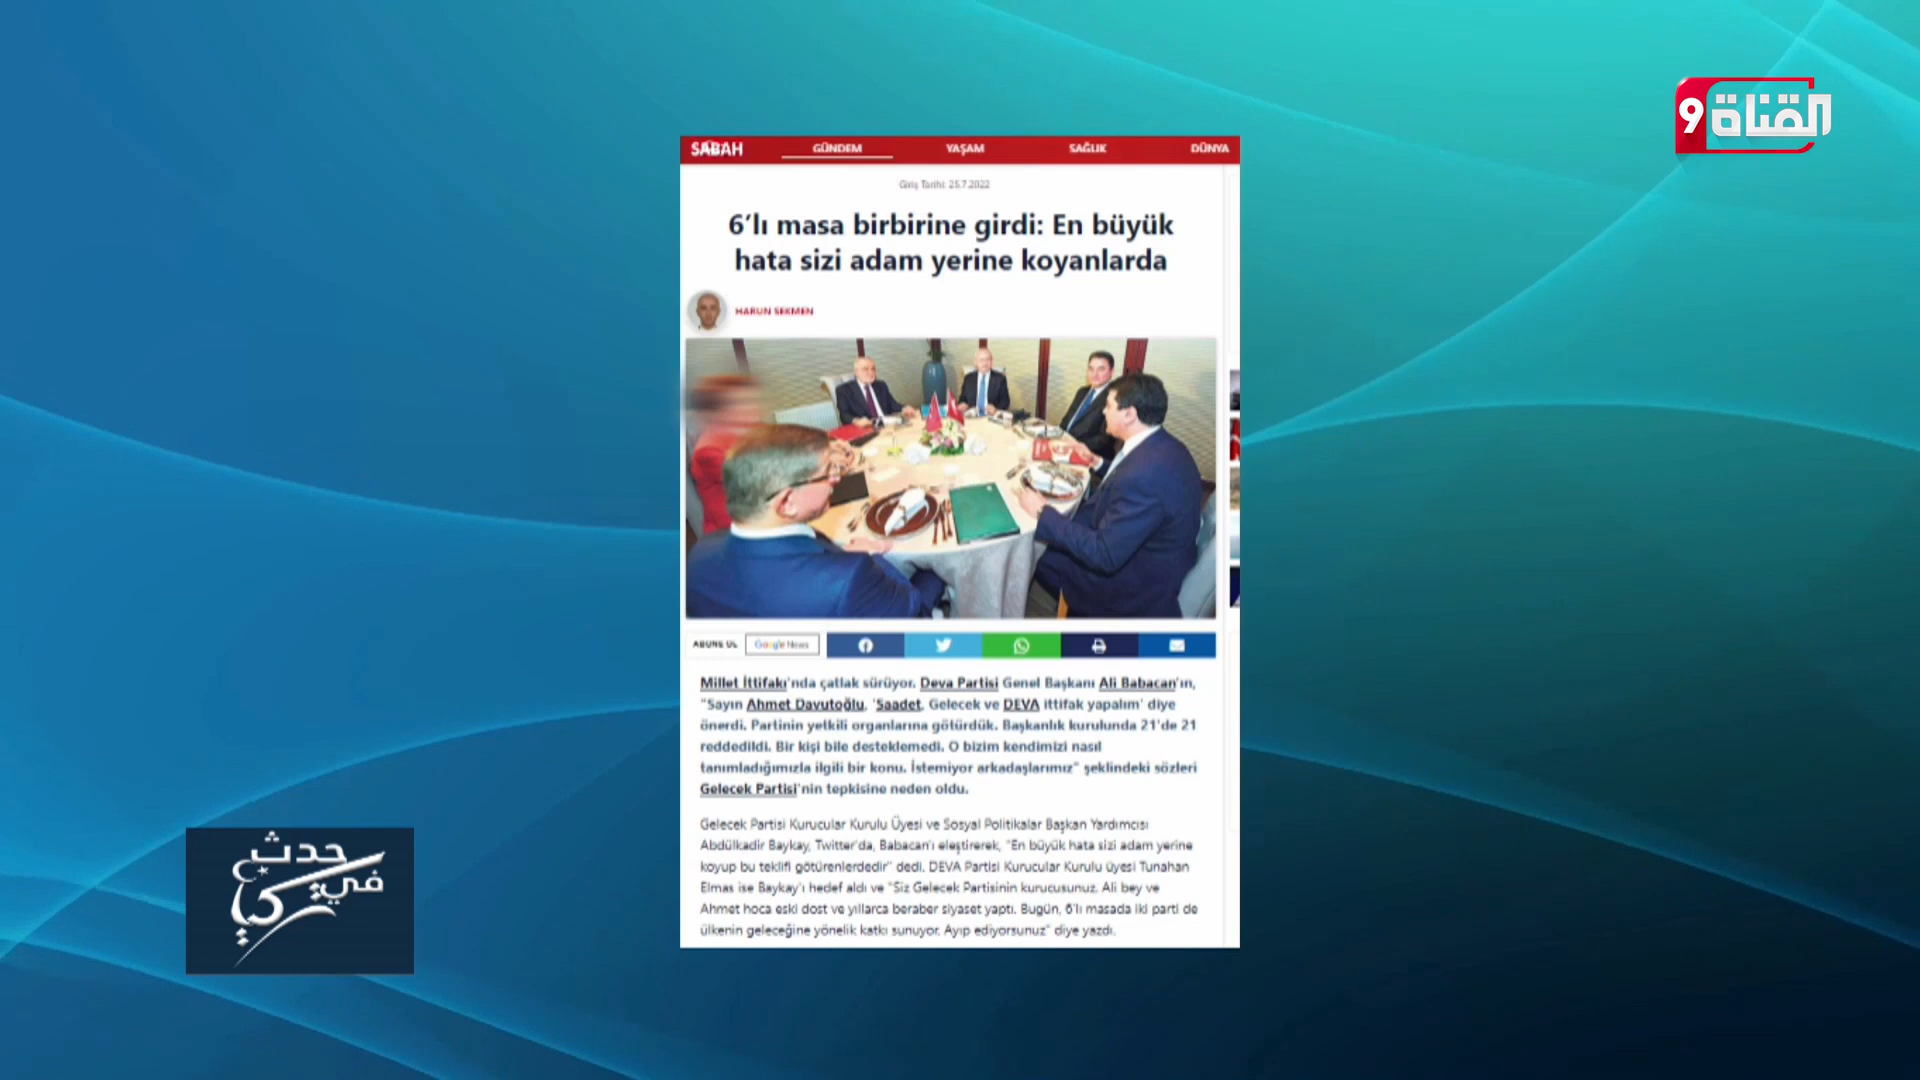 القناة 9
SABAH GÜNDEM YAŞAM SAĞLIK DÜNYA
Giriş Tarihi: 25.7.2022
6'lı masa birbirine girdi: En büyük
hata sizi adam yerine koyanlarda
HARUN SEKMEN
ABONE OL Google News
Millet İttifakı'nda çatlak sürüyor. Deva Partisi Genel Başkanı Ali Babacan'ın,
"Sayın Ahmet Davutoğlu, 'Saadet, Gelecek ve DEVA ittifak yapalım' diye
önerdi. Partinin yetkili organlarına götürdük. Başkanlık kurulunda 21'de 21
reddedildi. Bir kişi bile desteklemedi. O bizim kendimizi nasıl
tanımladığımızla ilgili bir konu. İstemiyor arkadaşlarımız" şeklindeki sözleri
Gelecek Partisi'nin tepkisine neden oldu.
Gelecek Partisi Kurucular Kurulu Üyesi ve Sosyal Politikalar Başkan Yardımcısı
Abdülkadir Baykay, Twitter'da, Babacan'ı eleştirerek, "En büyük hata sizi adam yerine
koyup bu teklifi götürenlerdedir" dedi. DEVA Partisi Kurucular Kurulu üyesi Tunahan
Elmas ise Baykay'ı hedef aldı ve "Siz Gelecek Partisinin kurucusunuz. Ali bey ve
Ahmet hoca eski dost ve yıllarca beraber siyaset yaptı. Bugün, 6'lı masada iki parti de
ülkenin geleceğine yönelik katkı sunuyor. Ayıp ediyorsunuz" diye yazdı.
حدث
في
تركيا